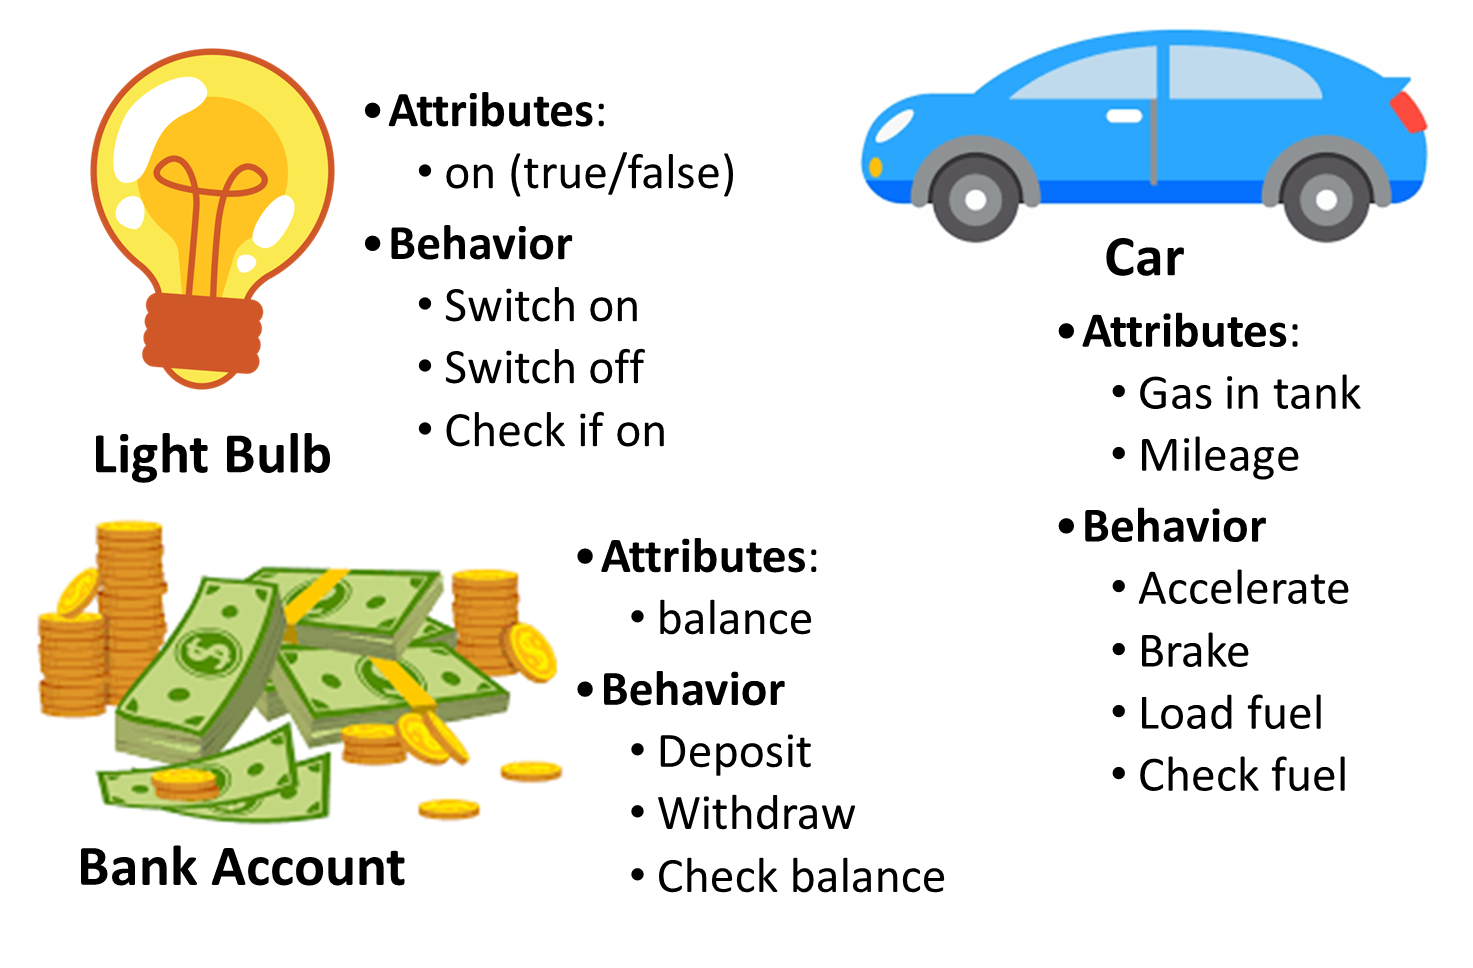 • Attributes:
• on (true/false)
• Behavior
• Switch on
• Switch off
• Check if on
Light Bulb
Car
• Attributes:
• Gas in tank
• Mileage
• Behavior
• Accelerate
• Brake
• Load fuel
• Check fuel
• Attributes:
• balance
• Behavior
• Deposit
• Withdraw
• Check balance
Bank Account